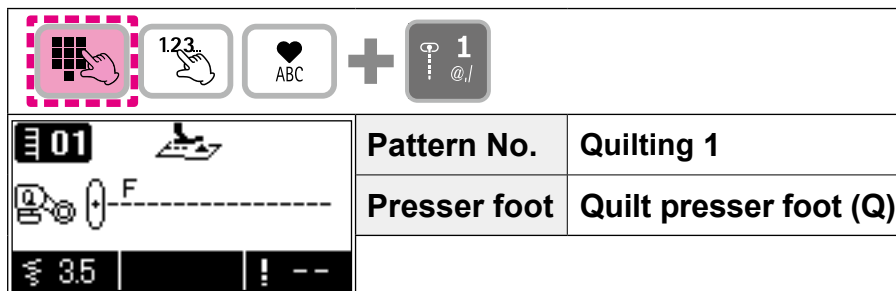 1.2.3..
ABC
1
@,/
01
Pattern No.
Quilting 1
Q
F
Presser foot
Quilt presser foot (Q)
3.5
! --